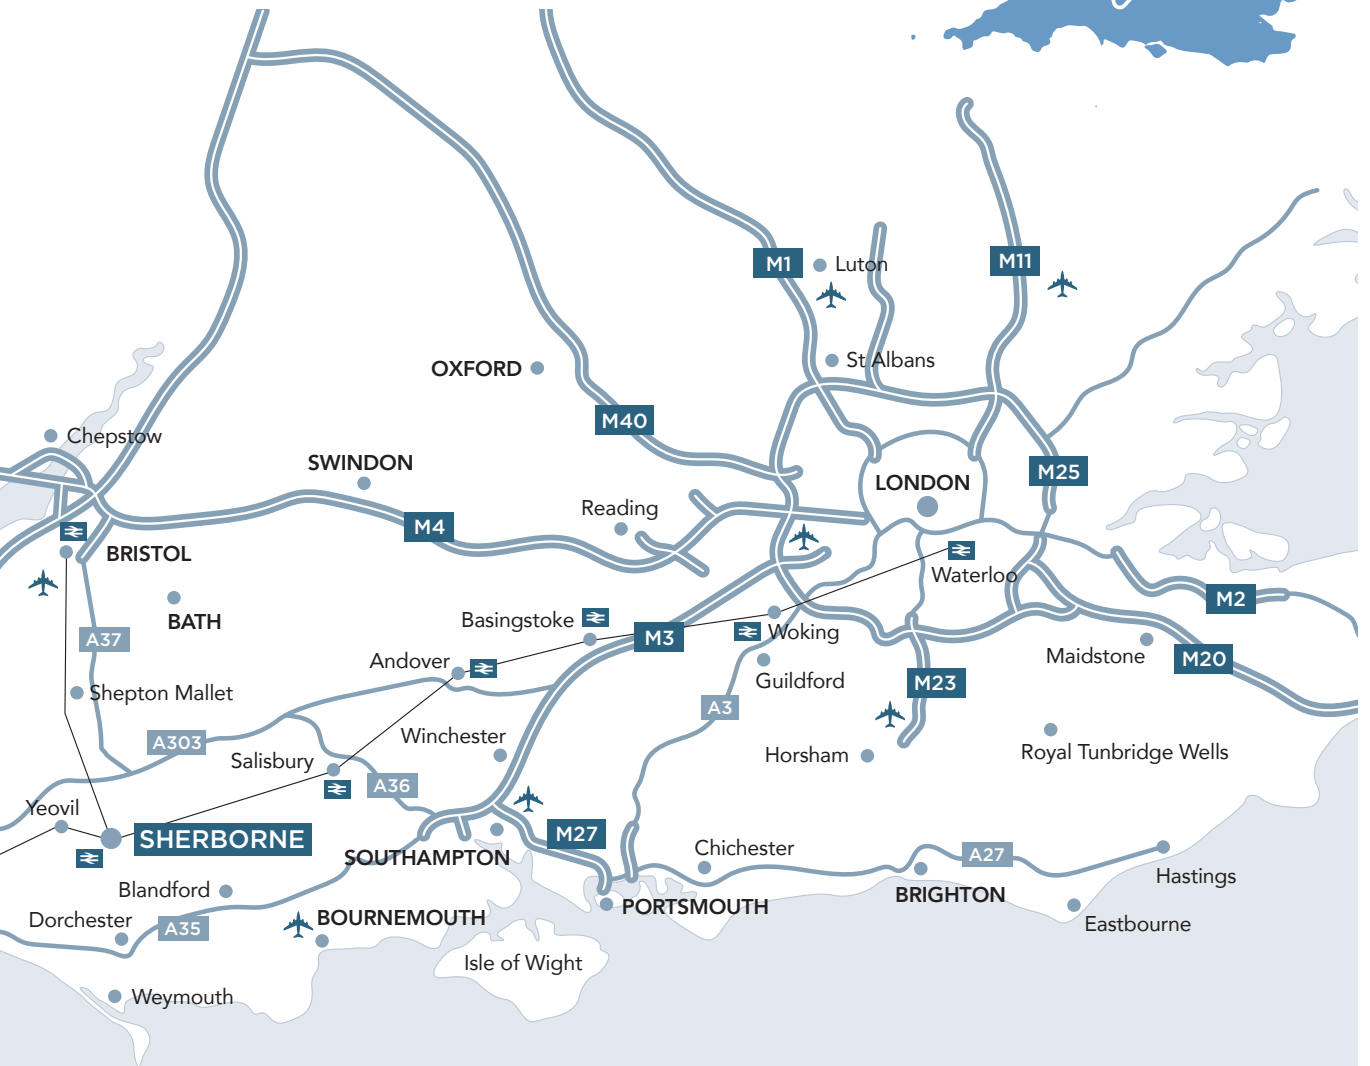 M1
Luton
M11
St Albans
OXFORD
M40
Chepstow
SWINDON
M25
LONDON
Reading
M4
BRISTOL
Waterloo
M2
BATH
Basingstoke
A37
M3
Woking
Maidstone
M20
Andover
Guildford
M23
Shepton Mallet
A3
Winchester
A303
Salisbury
Horsham
Royal Tunbridge Wells
A36
Yeovil
SHERBORNE
M27
SOUTHAMPTON
Chichester
A27
Hastings
Blandford
BRIGHTON
PORTSMOUTH
BOURNEMOUTH
Dorchester
A35
Eastbourne
Isle of Wight
Weymouth